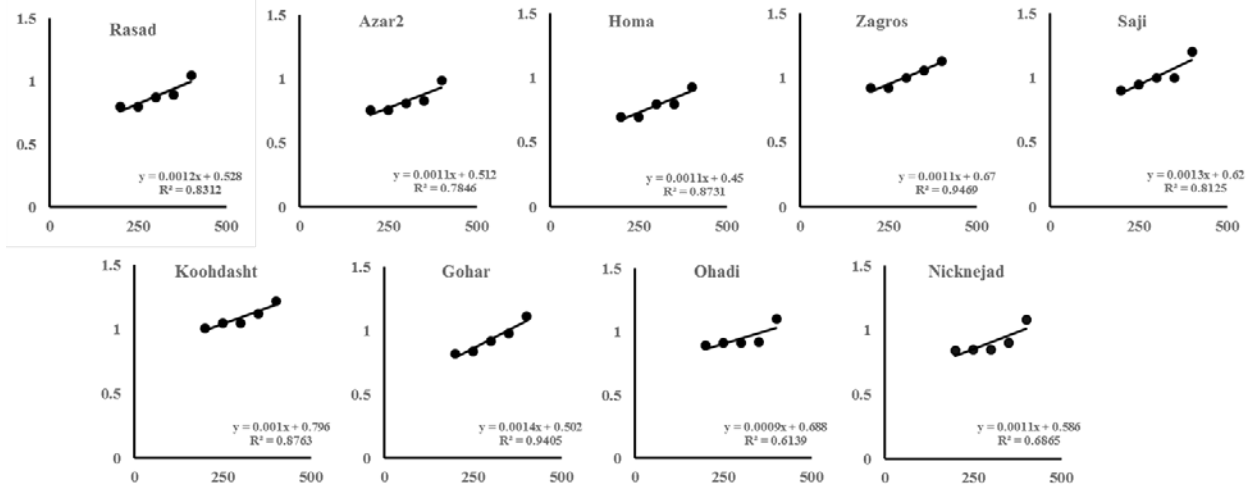 Rasad
1.5
1
0.5
0
0
250
500
y = 0.0012x + 0.528
R² = 0.8312
Azar2
1.5
1
0.5
0
0
250
500
y = 0.0011x + 0.512
R² = 0.7846
Homa
1.5
1
0.5
0
0
250
500
y = 0.0011x + 0.45
R² = 0.8731
Zagros
1.5
1
0.5
0
0
250
500
y = 0.0011x + 0.67
R² = 0.9469
Saji
1.5
1
0.5
0
0
250
500
y = 0.0013x + 0.62
R² = 0.8125
Koohdasht
1.5
1
0.5
0
0
250
500
y = 0.001x + 0.796
R² = 0.8763
Gohar
1.5
1
0.5
0
0
250
500
y = 0.0014x + 0.502
R² = 0.9405
Ohadi
1.5
1
0.5
0
0
250
500
y = 0.0009x + 0.688
R² = 0.6139
Nicknejad
1.5
1
0.5
0
0
250
500
y = 0.0011x + 0.586
R² = 0.6865